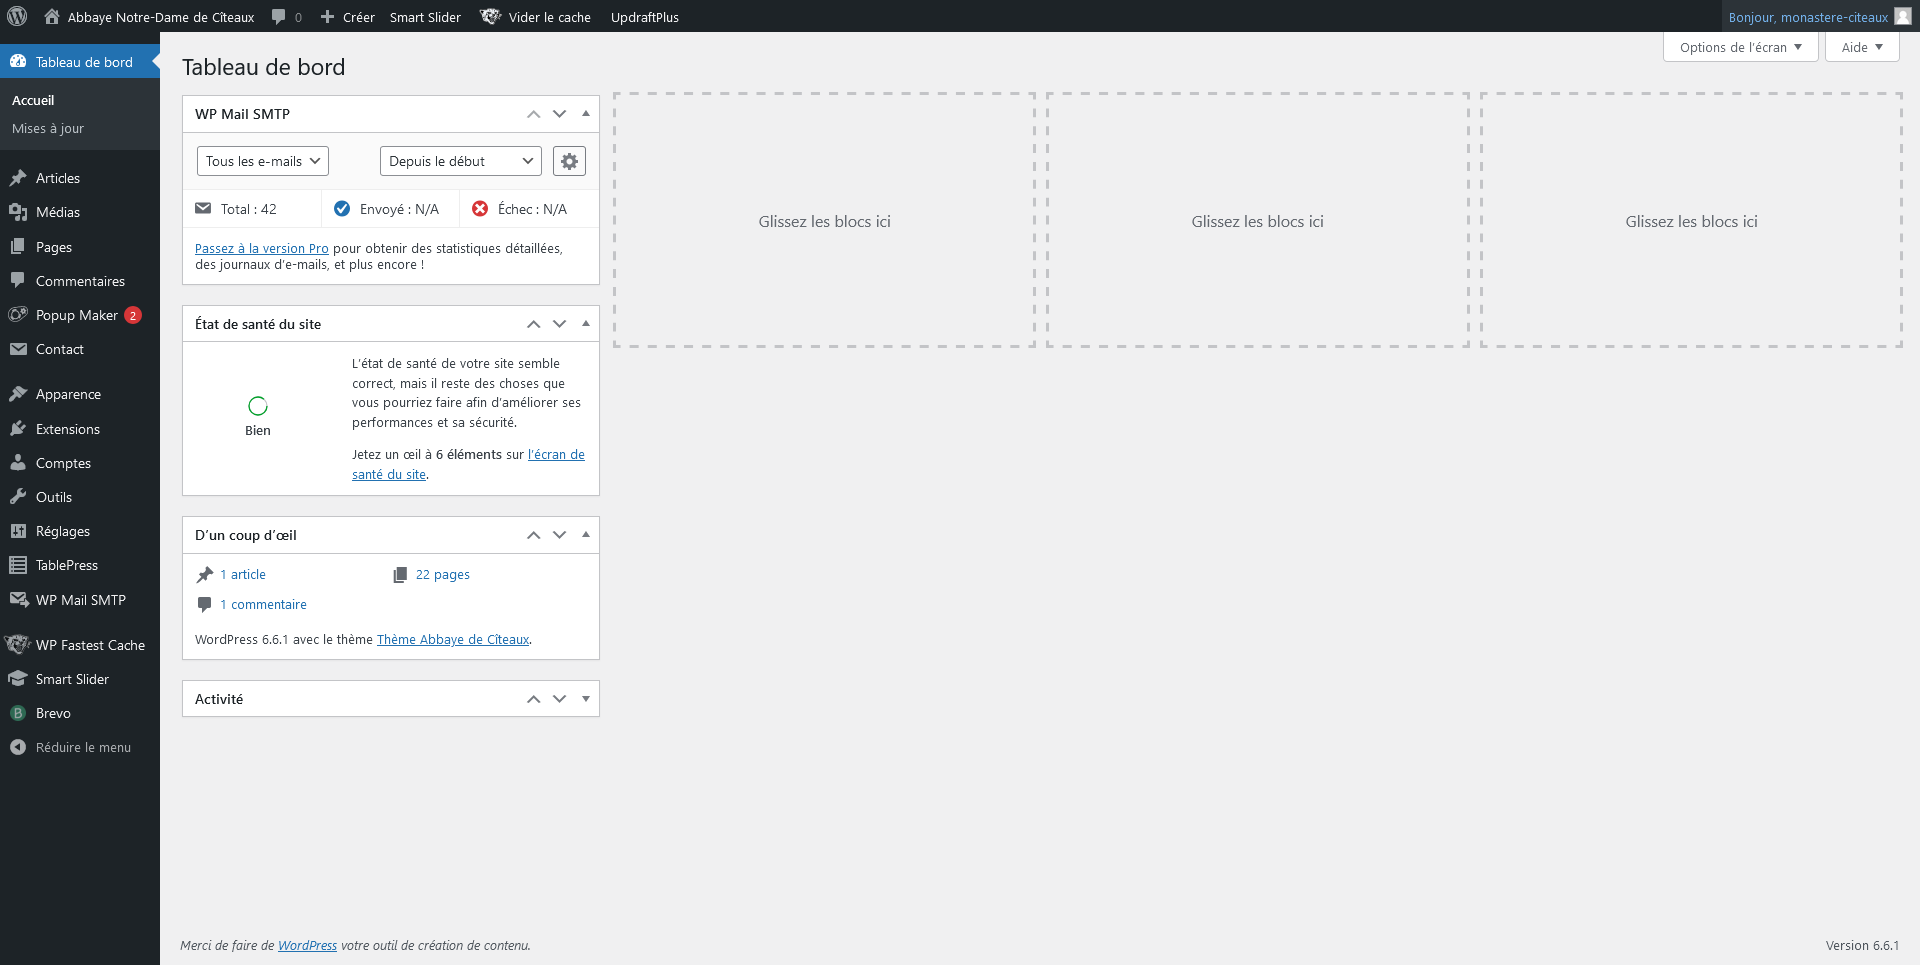 Abbaye Notre-Dame de Cîteaux
0
Créer
Smart Slider
Vider le cache
UpdraftPlus
Bonjour, monastere-citeaux
Options de l'écran
Aide
Tableau de bord
Accueil
Mises à jour
Articles
Médias
Pages
Commentaires
Popup Maker 2
Contact
Apparence
Extensions
Comptes
Outils
Réglages
TablePress
WP Mail SMTP
WP Fastest Cache
Smart Slider
B Brevo
Réduire le menu
Tableau de bord
WP Mail SMTP
Tous les e-mails
Depuis le début
Total : 42
Envoyé : N/A
Échec : N/A
Passez à la version Pro pour obtenir des statistiques détaillées,
des journaux d'e-mails, et plus encore !
État de santé du site
Bien
L'état de santé de votre site semble
correct, mais il reste des choses que
vous pourriez faire afin d'améliorer ses
performances et sa sécurité.
Jetez un œil à 6 éléments sur l'écran de
santé du site.
D'un coup d'œil
1 article
22 pages
1 commentaire
WordPress 6.6.1 avec le thème Thème Abbaye de Cîteaux.
Activité
Glissez les blocs ici
Glissez les blocs ici
Glissez les blocs ici
Merci de faire de WordPress votre outil de création de contenu.
Version 6.6.1